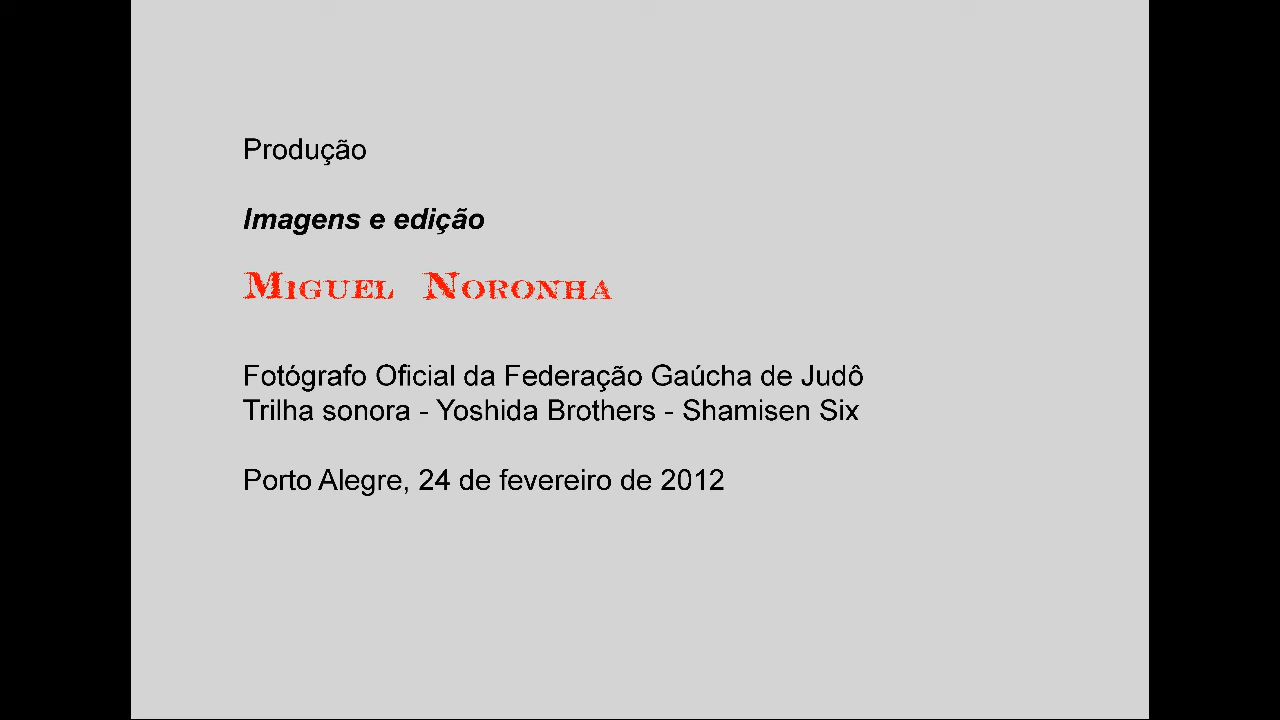 Produção
Imagens e edição
Miguel Noronha
Fotógrafo Oficial da Federação Gaúcha de Judô
Trilha sonora - Yoshida Brothers - Shamisen Six
Porto Alegre, 24 de fevereiro de 2012